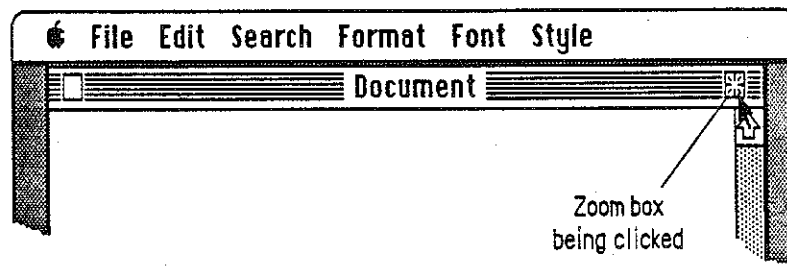 File Edit Search Format Font Style
Document
Zoom box
being clicked